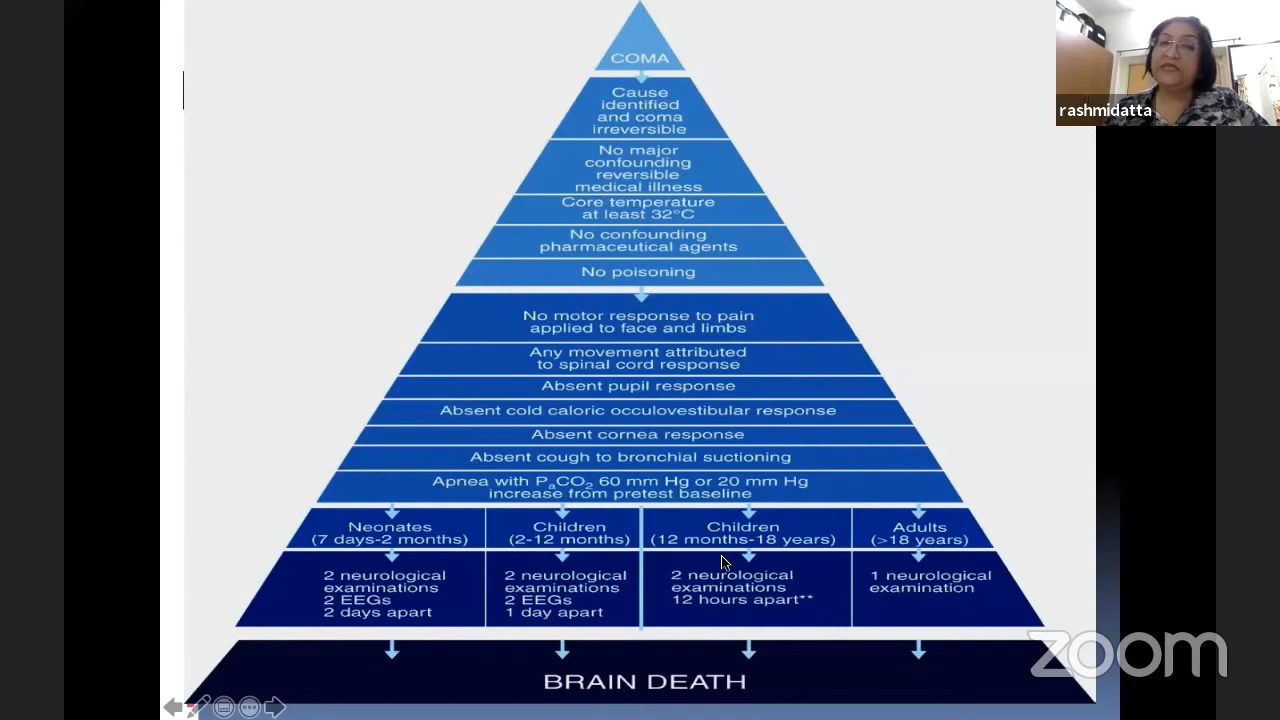 COMA
Cause
identified
and coma
irreversible
No major
confounding
reversible
medical illness
Core temperature
at least 32°C
No confounding
pharmaceutical agents
No poisoning
No motor response to pain
applied to face and limbs
Any movement attributed
to spinal cord response
Absent pupil response
Absent cold caloric occulovestibular response
Absent cornea response
Absent cough to bronchial suctioning
Apnea with PaCO2 60 mm Hg or 20 mm Hg
increase from pretest baseline
Neonates
(7 days-2 months)
Children
(2-12 months)
Children
(12 months-18 years)
Adults
(>18 years)
2 neurological
examinations
2 EEGs
2 days apart
2 neurological
examinations
2 EEGs
1 day apart
2 neurological
examinations
12 hours apart**
1 neurological
examination
BRAIN DEATH
rashmidatta
zoom